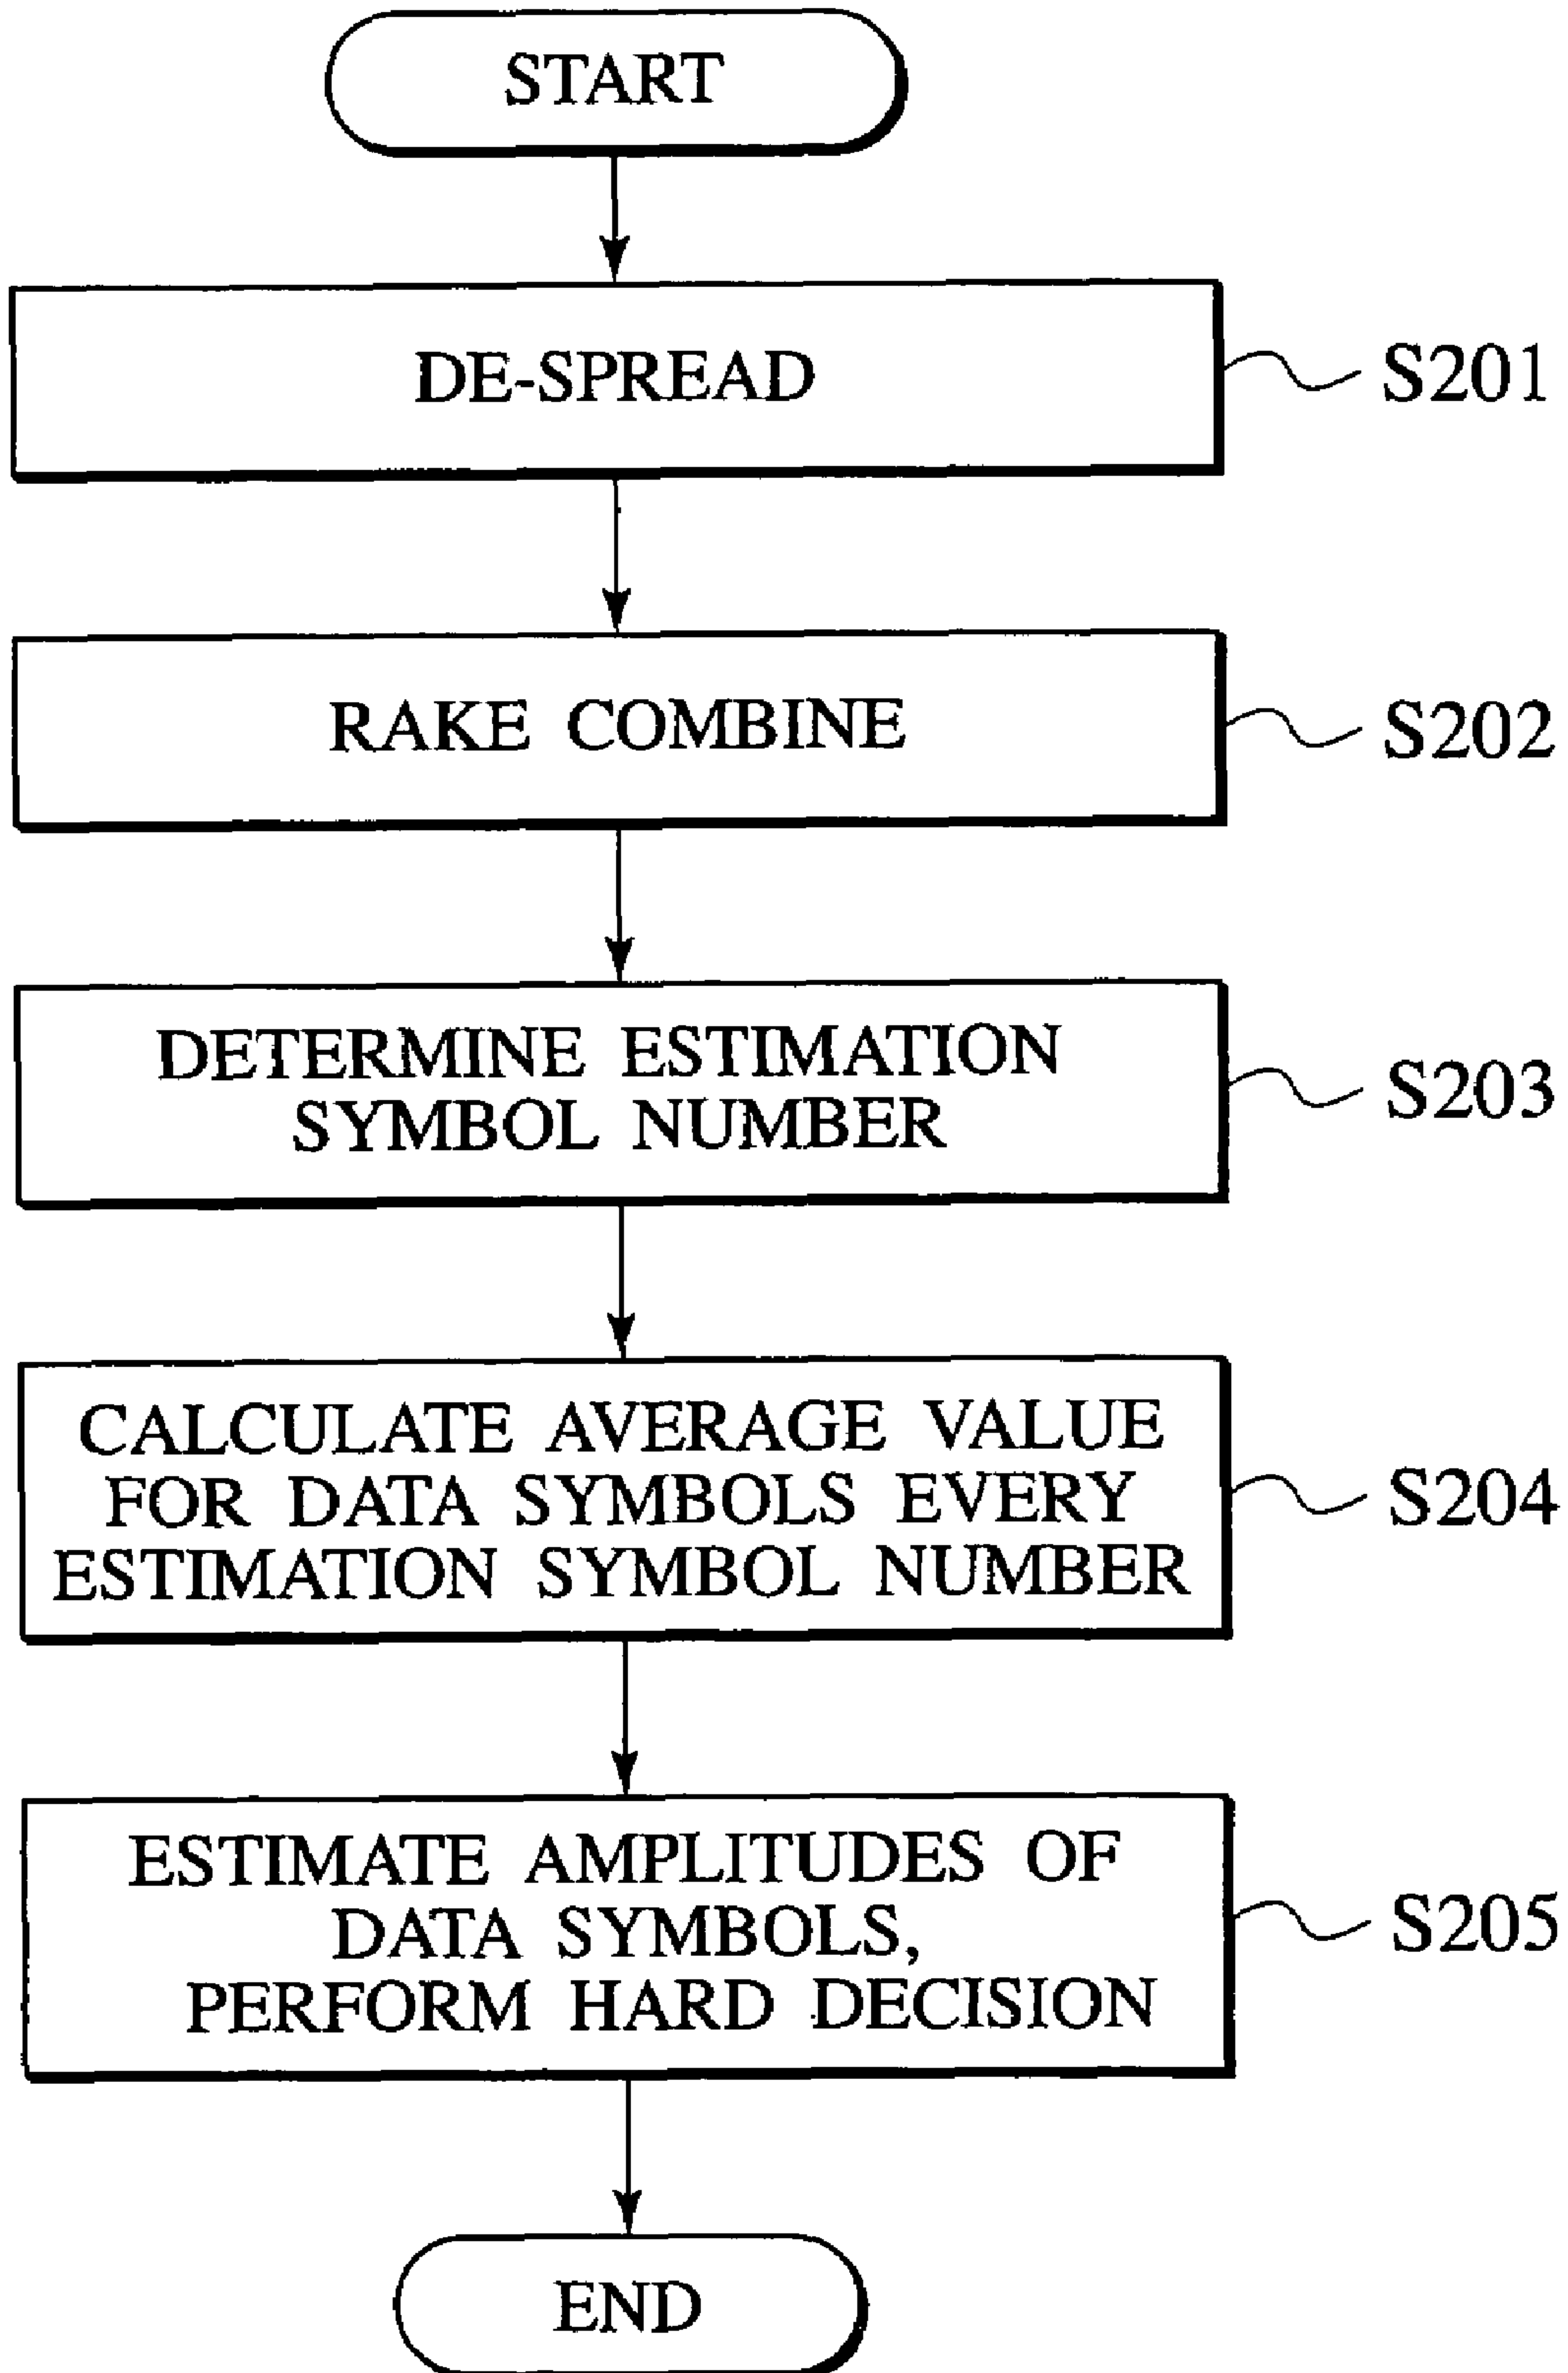 START
DE-SPREAD
S201
RAKE COMBINE
S202
DETERMINE ESTIMATION
SYMBOL NUMBER
S203
CALCULATE AVERAGE VALUE
FOR DATA SYMBOLS EVERY
ESTIMATION SYMBOL NUMBER
S204
ESTIMATE AMPLITUDES OF
DATA SYMBOLS,
PERFORM HARD DECISION
S205
END